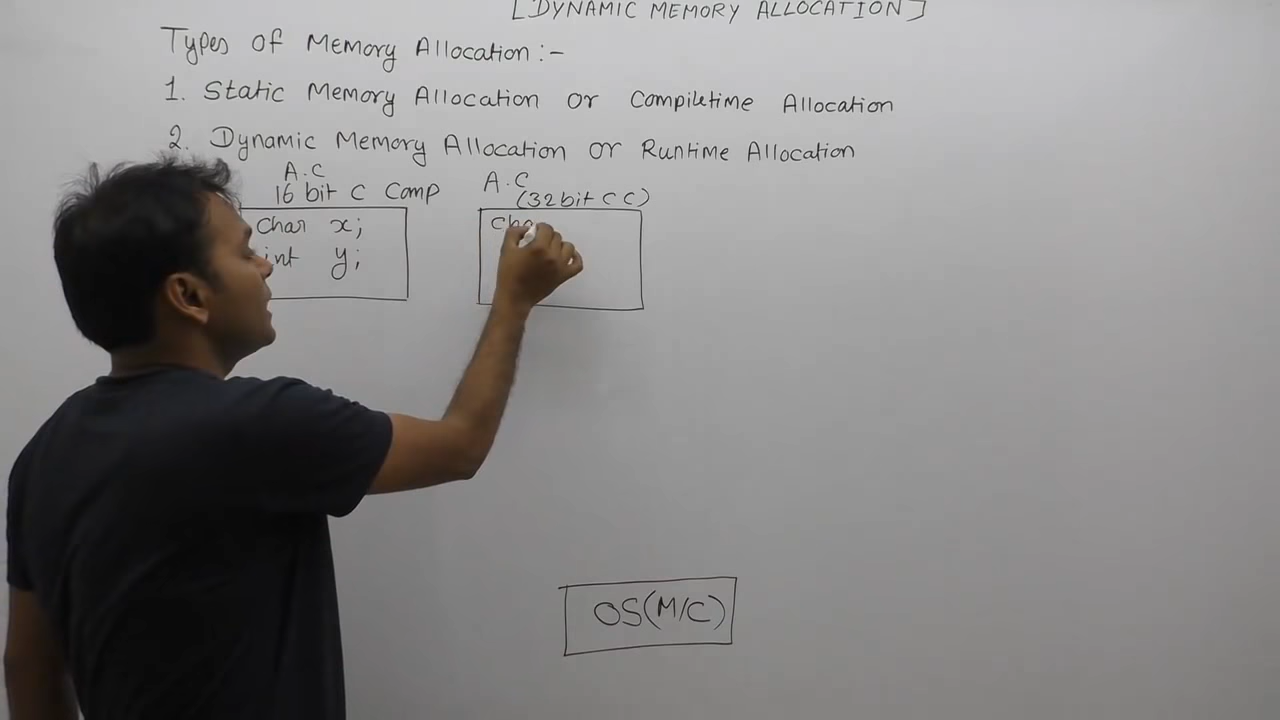 [DYNAMIC MEMORY ALLOCATION]
Types of Memory Allocation :-
1. Static Memory Allocation or Compiletime Allocation
2. Dynamic Memory Allocation or Runtime Allocation
A.C
16 bit C Comp
char x;
int y;
A.C
(32 bit C C)
cha
OS(M/C)